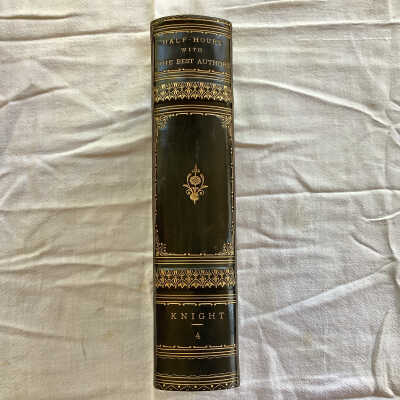 HALF-HOURS
WITH
THE BEST AUTHORS
KNIGHT
4